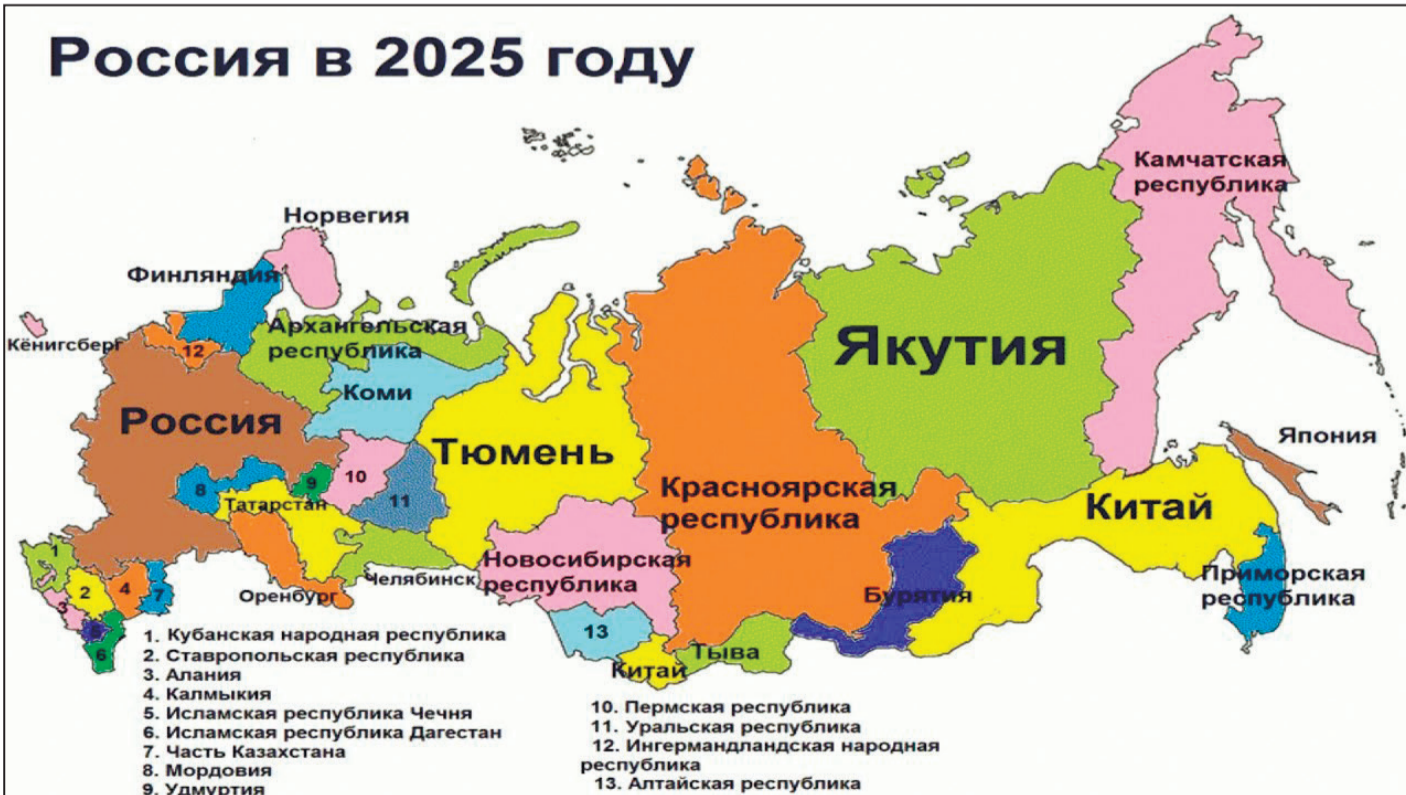 Россия в 2025 году
Камчатская
республика
Норвегия
Финляндия
Кёнигсберг
Архангельская
республика
12
Якутия
Коми
Россия
Тюмень
Япония
10
9
8
11
Татарстан
Красноярская
республика
Китай
1
Новосибирская
республика
Челябинск
2
4
7
3
Оренбург
Бурятия
Приморская
республика
5
6
13
Китай
Тыва
1. Кубанская народная республика
2. Ставропольская республика
3. Алания
4. Калмыкия
5. Исламская республика Чечня
6. Исламская республика Дагестан
7. Часть Казахстана
8. Мордовия
9. Удмуртия
10. Пермская республика
11. Уральская республика
12. Ингермандландская народная
республика
13. Алтайская республика